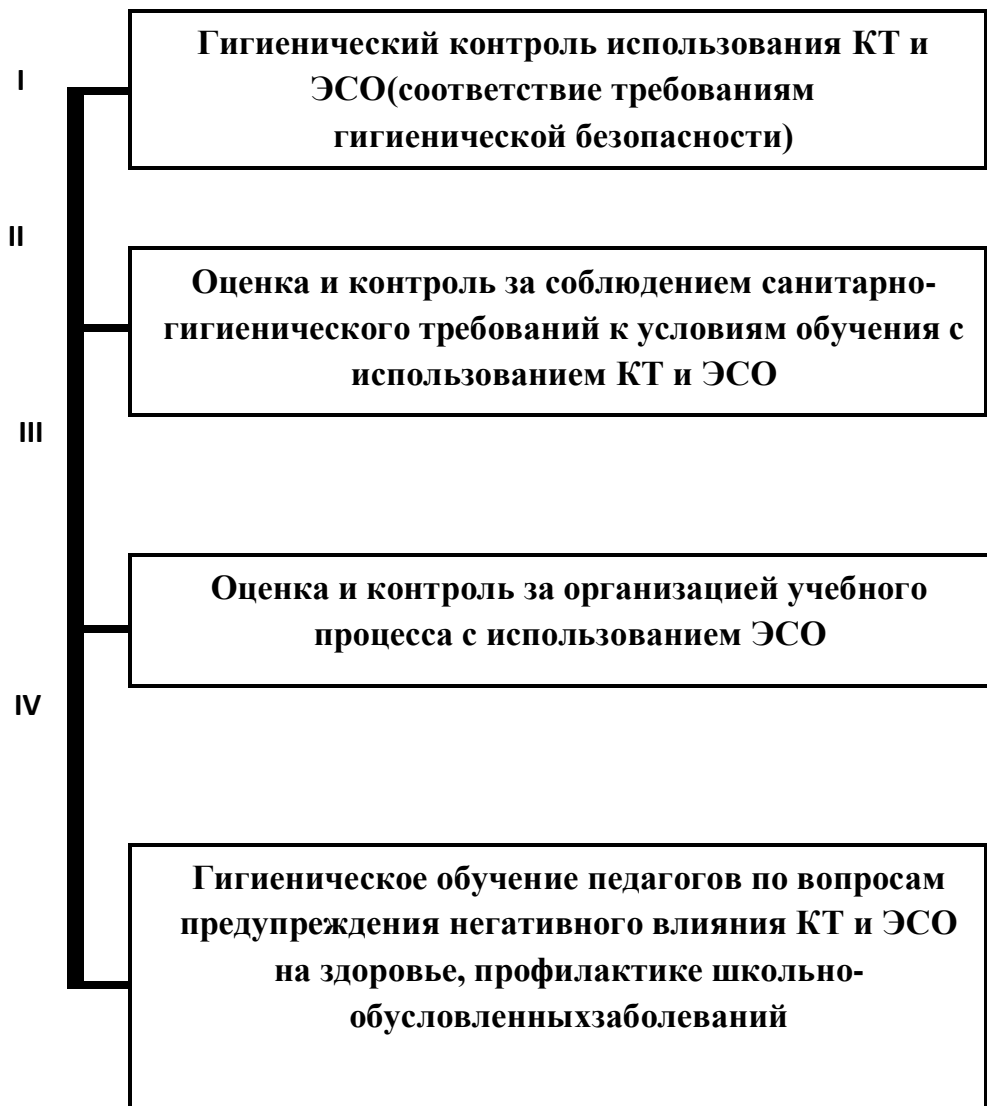 I
Гигиенический контроль использования КТ и
ЭСО(соответствие требованиям
гигиенической безопасности)
II
Оценка и контроль за соблюдением санитарно-
гигиенического требований к условиям обучения с
использованием КТ и ЭСО
III
Оценка и контроль за организацией учебного
процесса с использованием ЭСО
IV
Гигиеническое обучение педагогов по вопросам
предупреждения негативного влияния КТ и ЭСО
на здоровье, профилактике школьно-
обусловленныхзаболеваний